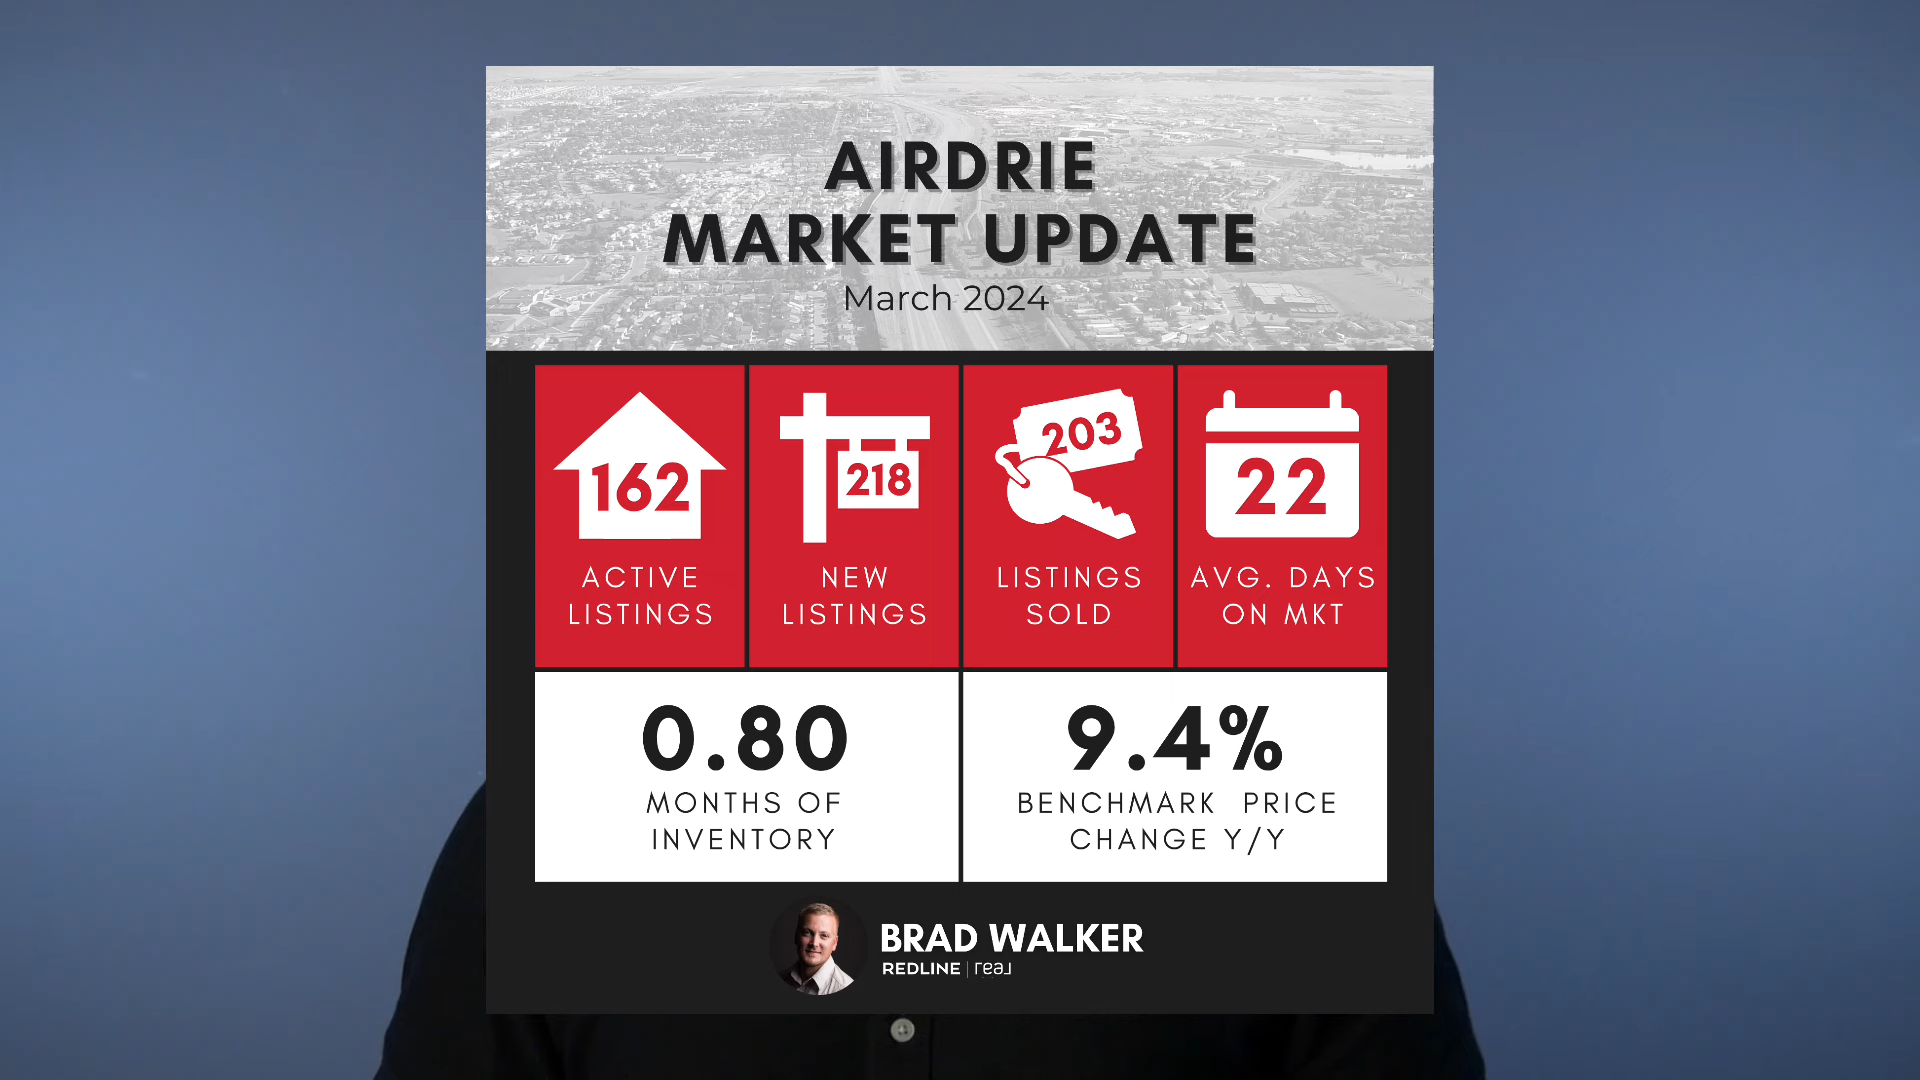 AIRDRIE
MARKET UPDATE
March 2024
162
ACTIVE
LISTINGS
218
NEW
LISTINGS
203
LISTINGS
SOLD
22
AVG. DAYS
ON MKT
0.80
MONTHS OF
INVENTORY
9.4%
BENCHMARK PRICE
CHANGE Y/Y
BRAD WALKER
REDLINE | real